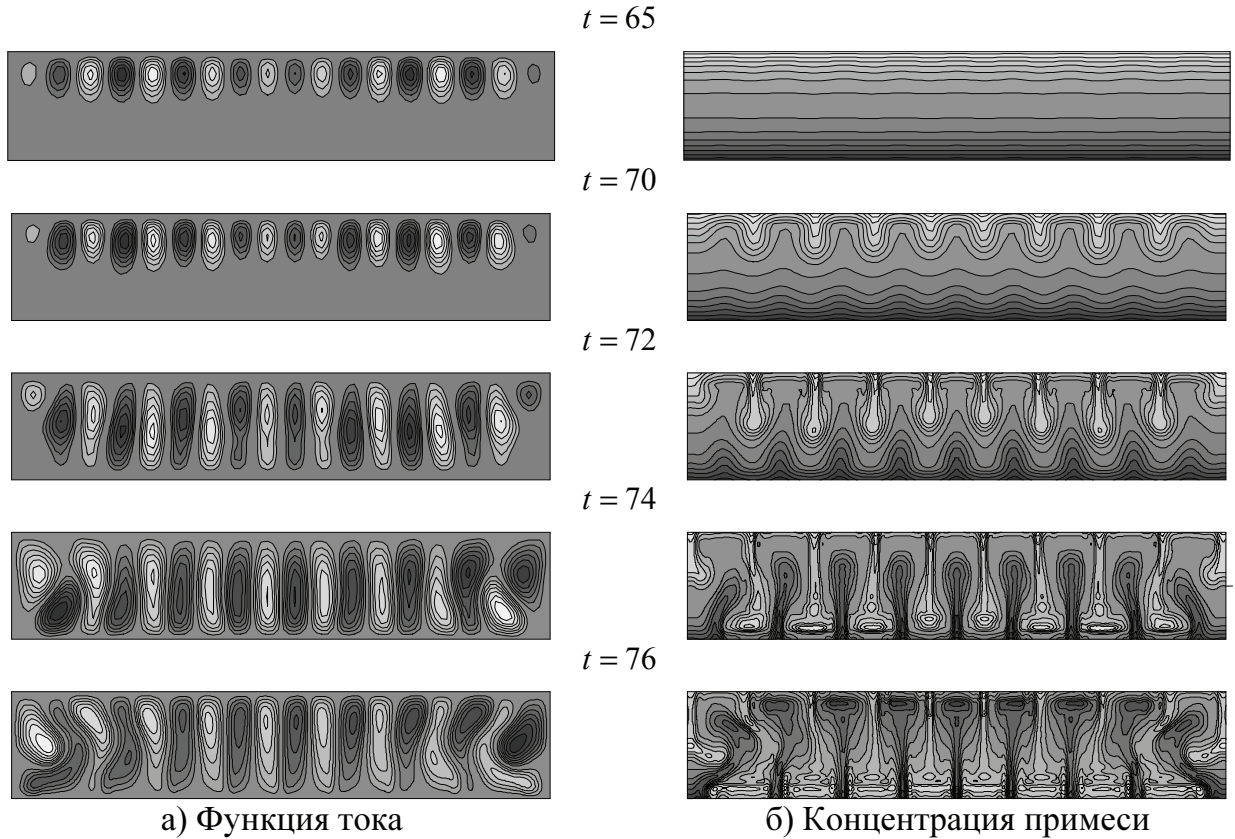 t = 65
t = 70
t = 72
t = 74
t = 76
а) Функция тока
б) Концентрация примеси